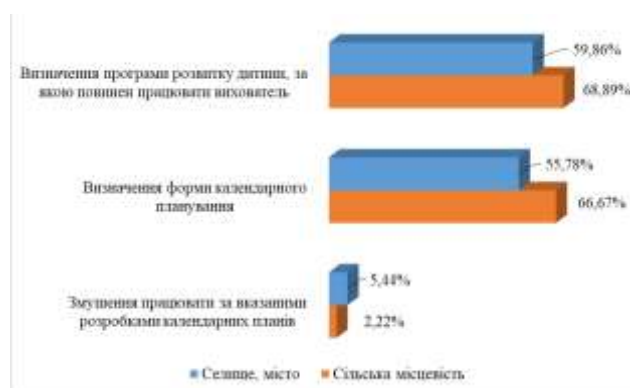 59,86%
Визначення програми розвитку дитини, за
якою повинен працювати вихователь
68,89%
55,78%
Визначення форми календарного
планування
66,67%
5,44%
Змушення працювати за вказаними
розробками календарних планів
2,22%
Селище, місто Сільська місцевість